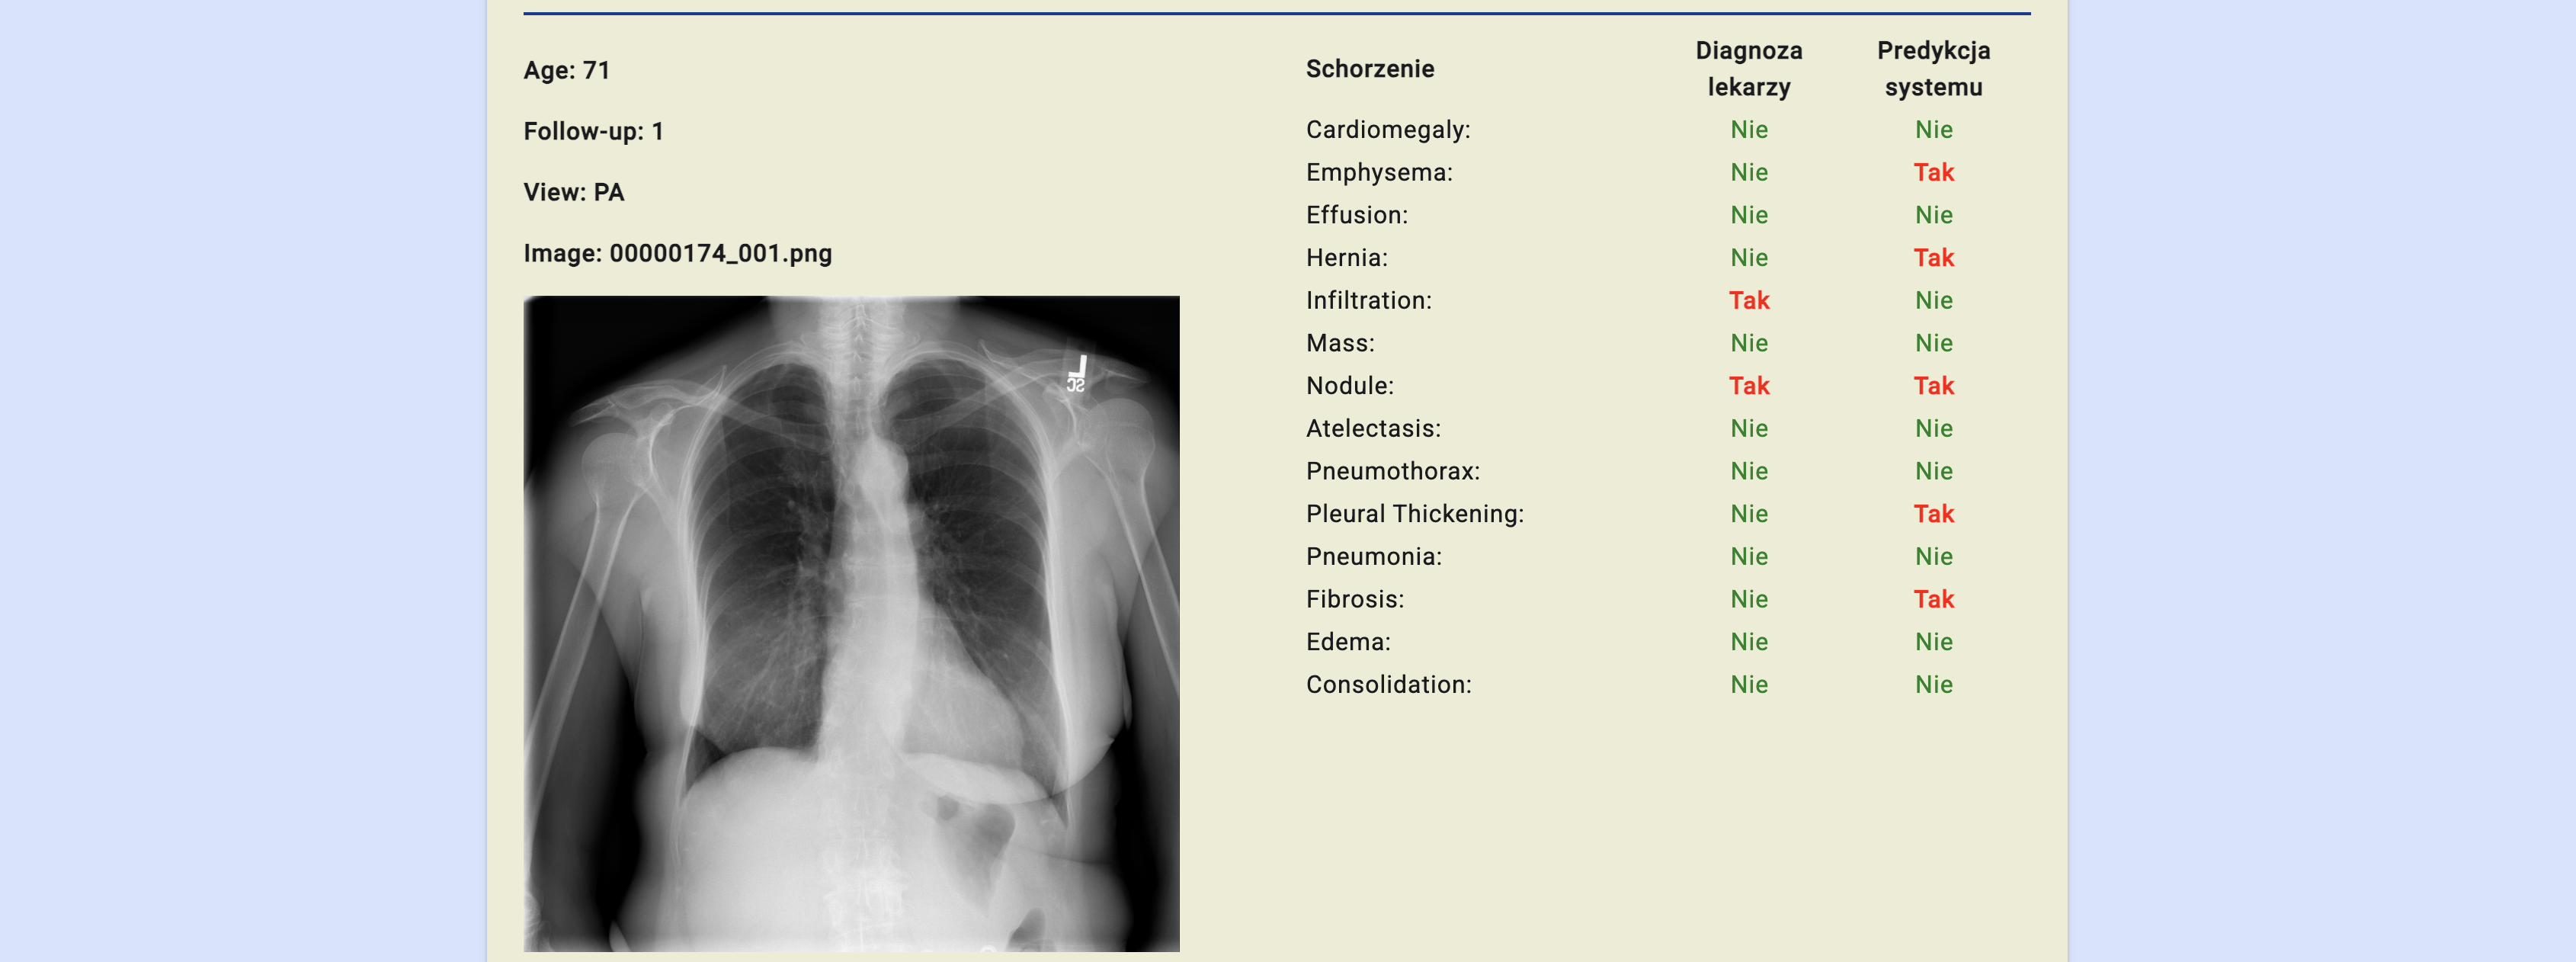 Age: 71
Follow-up: 1
View: PA
Image: 00000174_001.png
L
SC
Schorzenie Diagnoza lekarzy Predykcja systemu
Cardiomegaly: Nie Nie
Emphysema: Nie Tak
Effusion: Nie Nie
Hernia: Nie Tak
Infiltration: Tak Nie
Mass: Nie Nie
Nodule: Tak Tak
Atelectasis: Nie Nie
Pneumothorax: Nie Nie
Pleural Thickening: Nie Tak
Pneumonia: Nie Nie
Fibrosis: Nie Tak
Edema: Nie Nie
Consolidation: Nie Nie